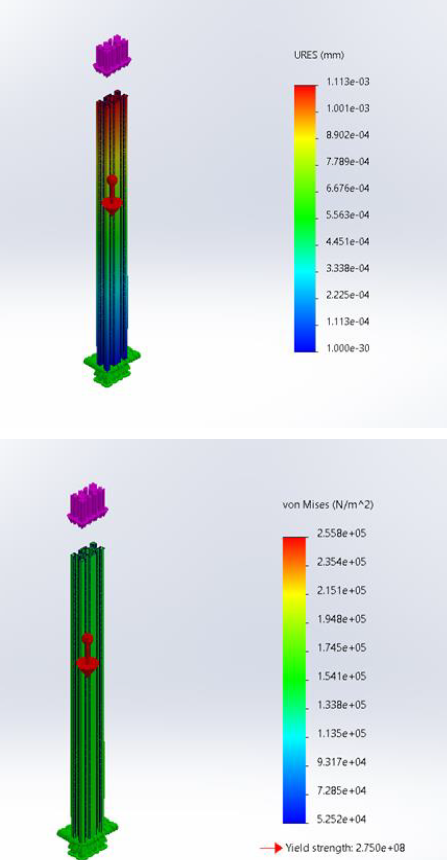 URES (mm)
1.113e-03
1.001e-03
8.902e-04
7.789e-04
6.676e-04
5.563e-04
4.451e-04
3.338e-04
2.225e-04
1.113e-04
1.000e-30
von Mises (N/m^2)
2.558e+05
2.354e+05
2.151e+05
1.948e+05
1.745e+05
1.541e+05
1.338e+05
1.135e+05
9.317e+04
7.285e+04
5.252e+04
Yield strength: 2.750e+08